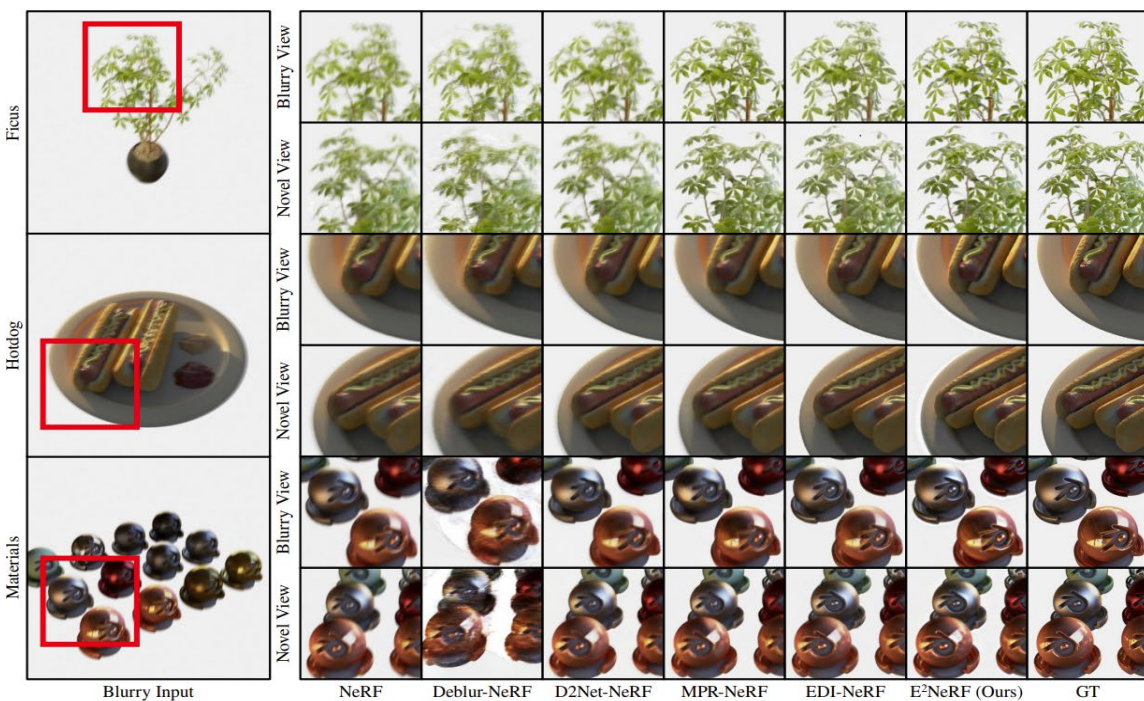 Ficus
Blurry View
Novel View
Hotdog
Blurry View
Novel View
Materials
Blurry View
Novel View
Blurry Input
NeRF
Deblur-NeRF
D2Net-NeRF
MPR-NeRF
EDI-NeRF
E²NeRF (Ours)
GT